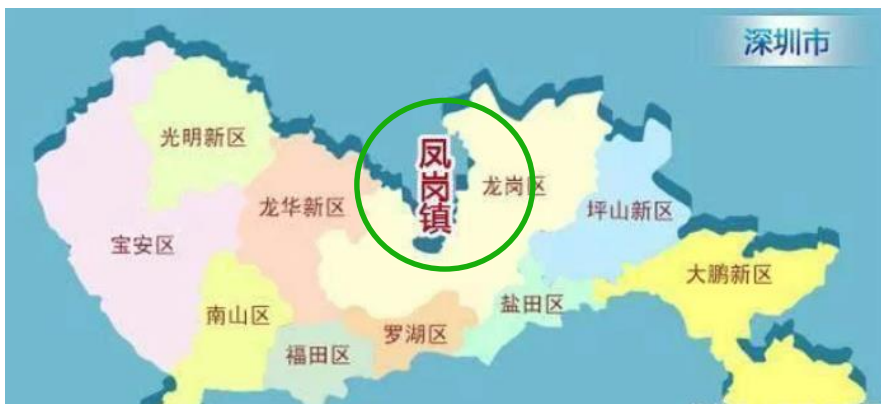 深圳市
光明新区
凤岗镇
龙岗区
龙华新区
坪山新区
宝安区
大鹏新区
盐田区
南山区
罗湖区
福田区